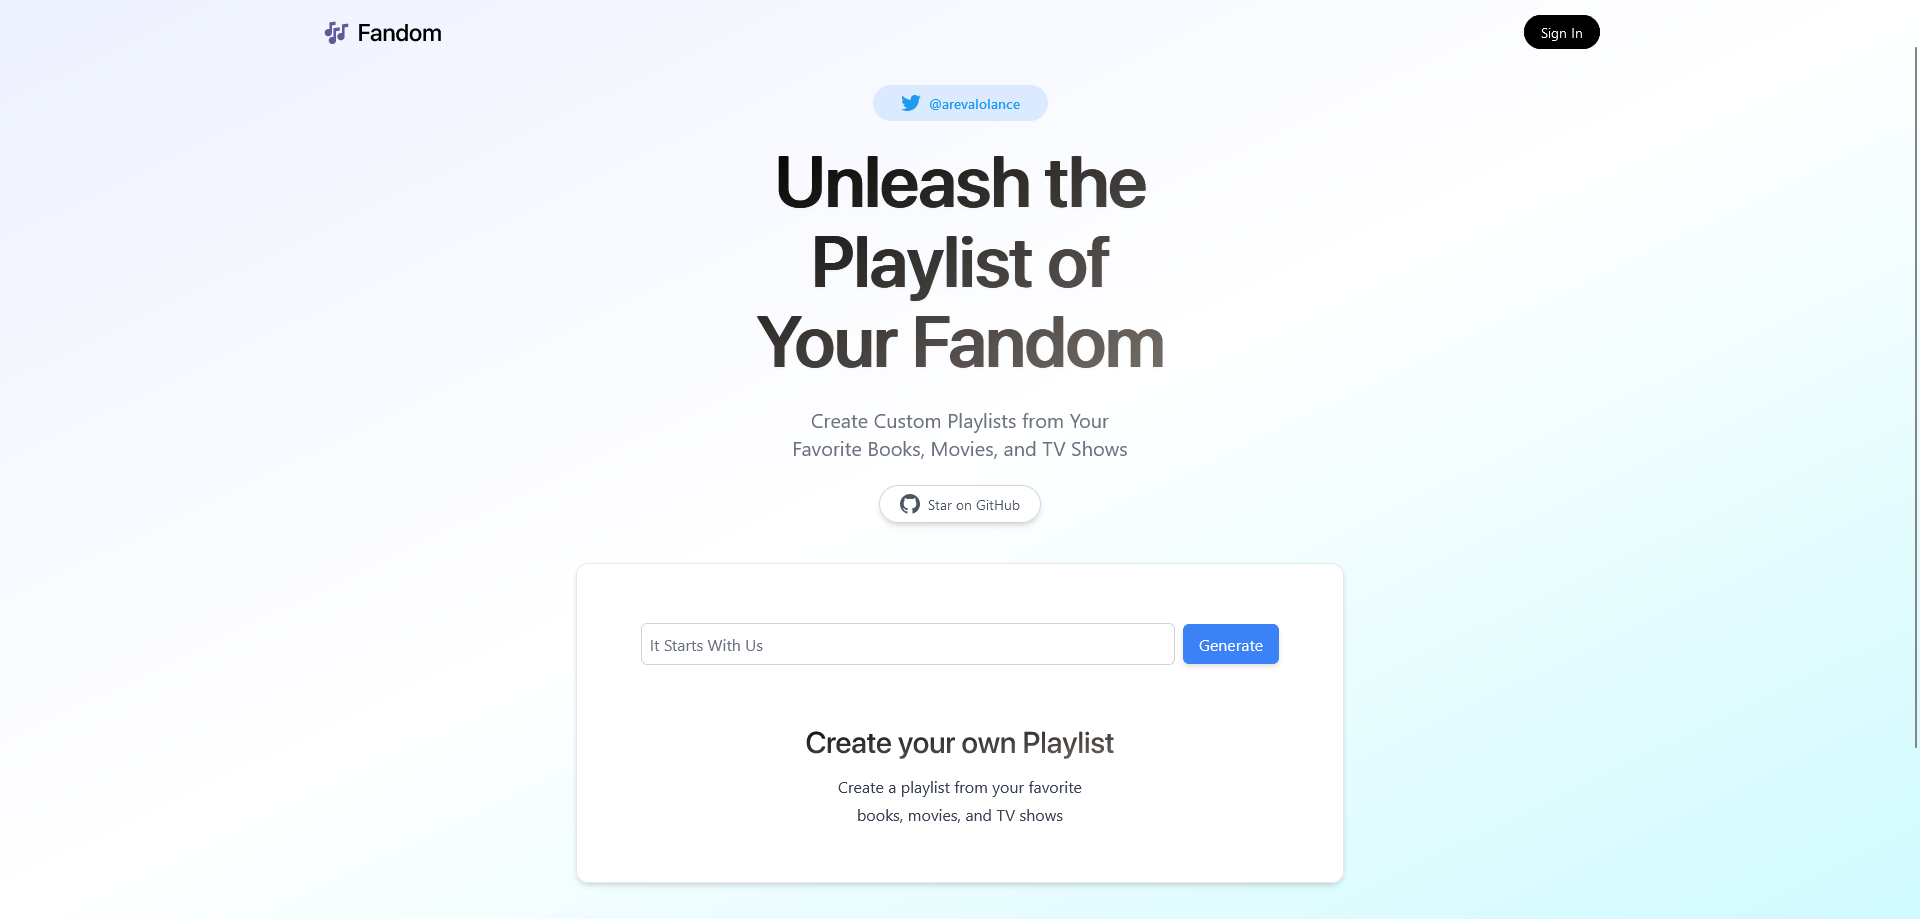 Fandom
Sign In
@arevalolance
Unleash the
Playlist of
Your Fandom
Create Custom Playlists from Your
Favorite Books, Movies, and TV Shows
Star on GitHub
It Starts With Us
Generate
Create your own Playlist
Create a playlist from your favorite
books, movies, and TV shows